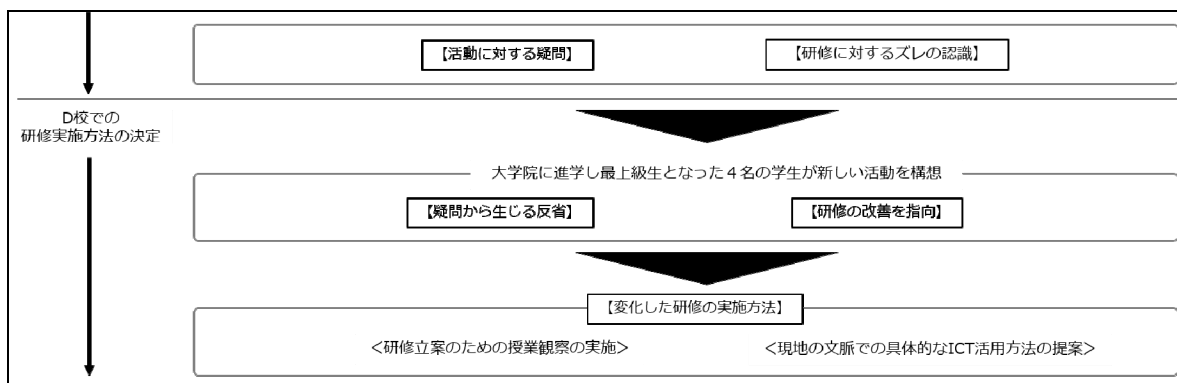 【活動に対する疑問】
【研修に対するズレの認識】
D校での
研修実施方法の決定
大学院に進学し最上級生となった４名の学生が新しい活動を構想
【疑問から生じる反省】
【研修の改善を指向】
【変化した研修の実施方法】
＜研修立案のための授業観察の実施＞
＜現地の文脈での具体的なICT活用方法の提案＞